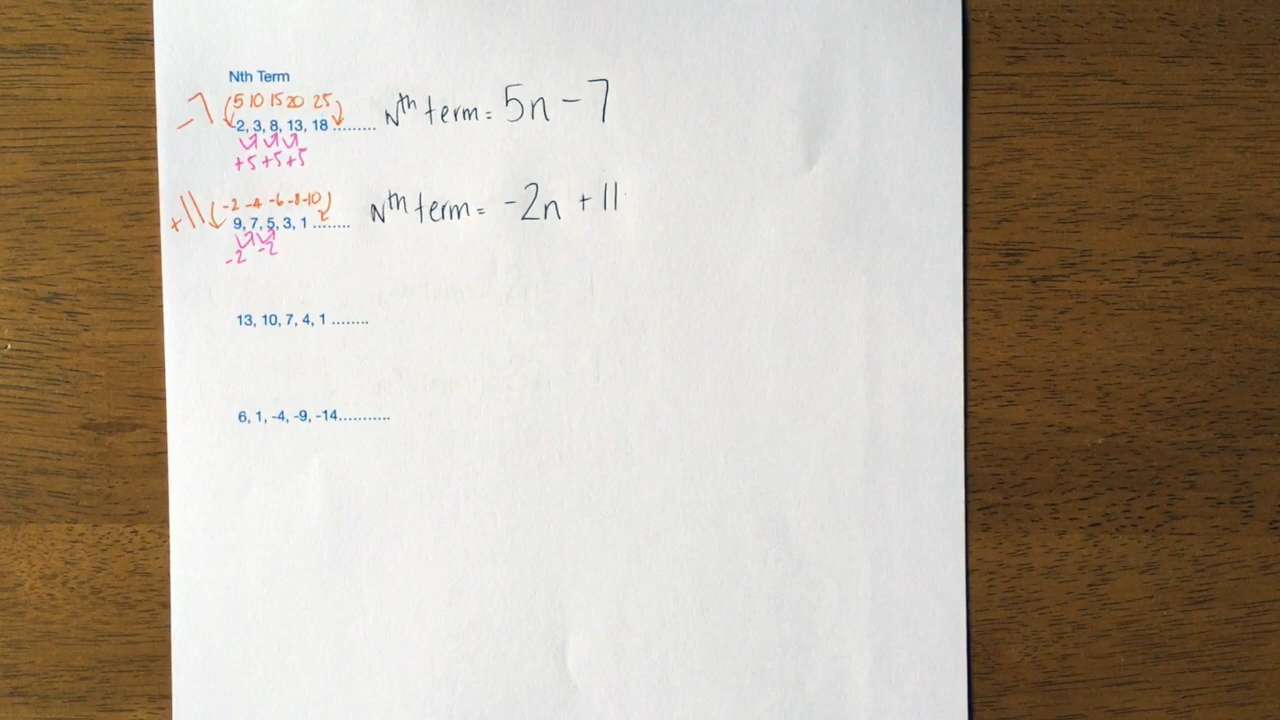 Nth Term
-7 (5 10 15 20 25)
-2, 3, 8, 13, 18 ......... Nth term = 5n - 7
+5 +5 +5
+11 -2 -4 -6 -8 -10)
9, 7, 5, 3, 1 ........ Nth term = -2n + 11
-2 -2
13, 10, 7, 4, 1 ........
6, 1, -4, -9, -14...........